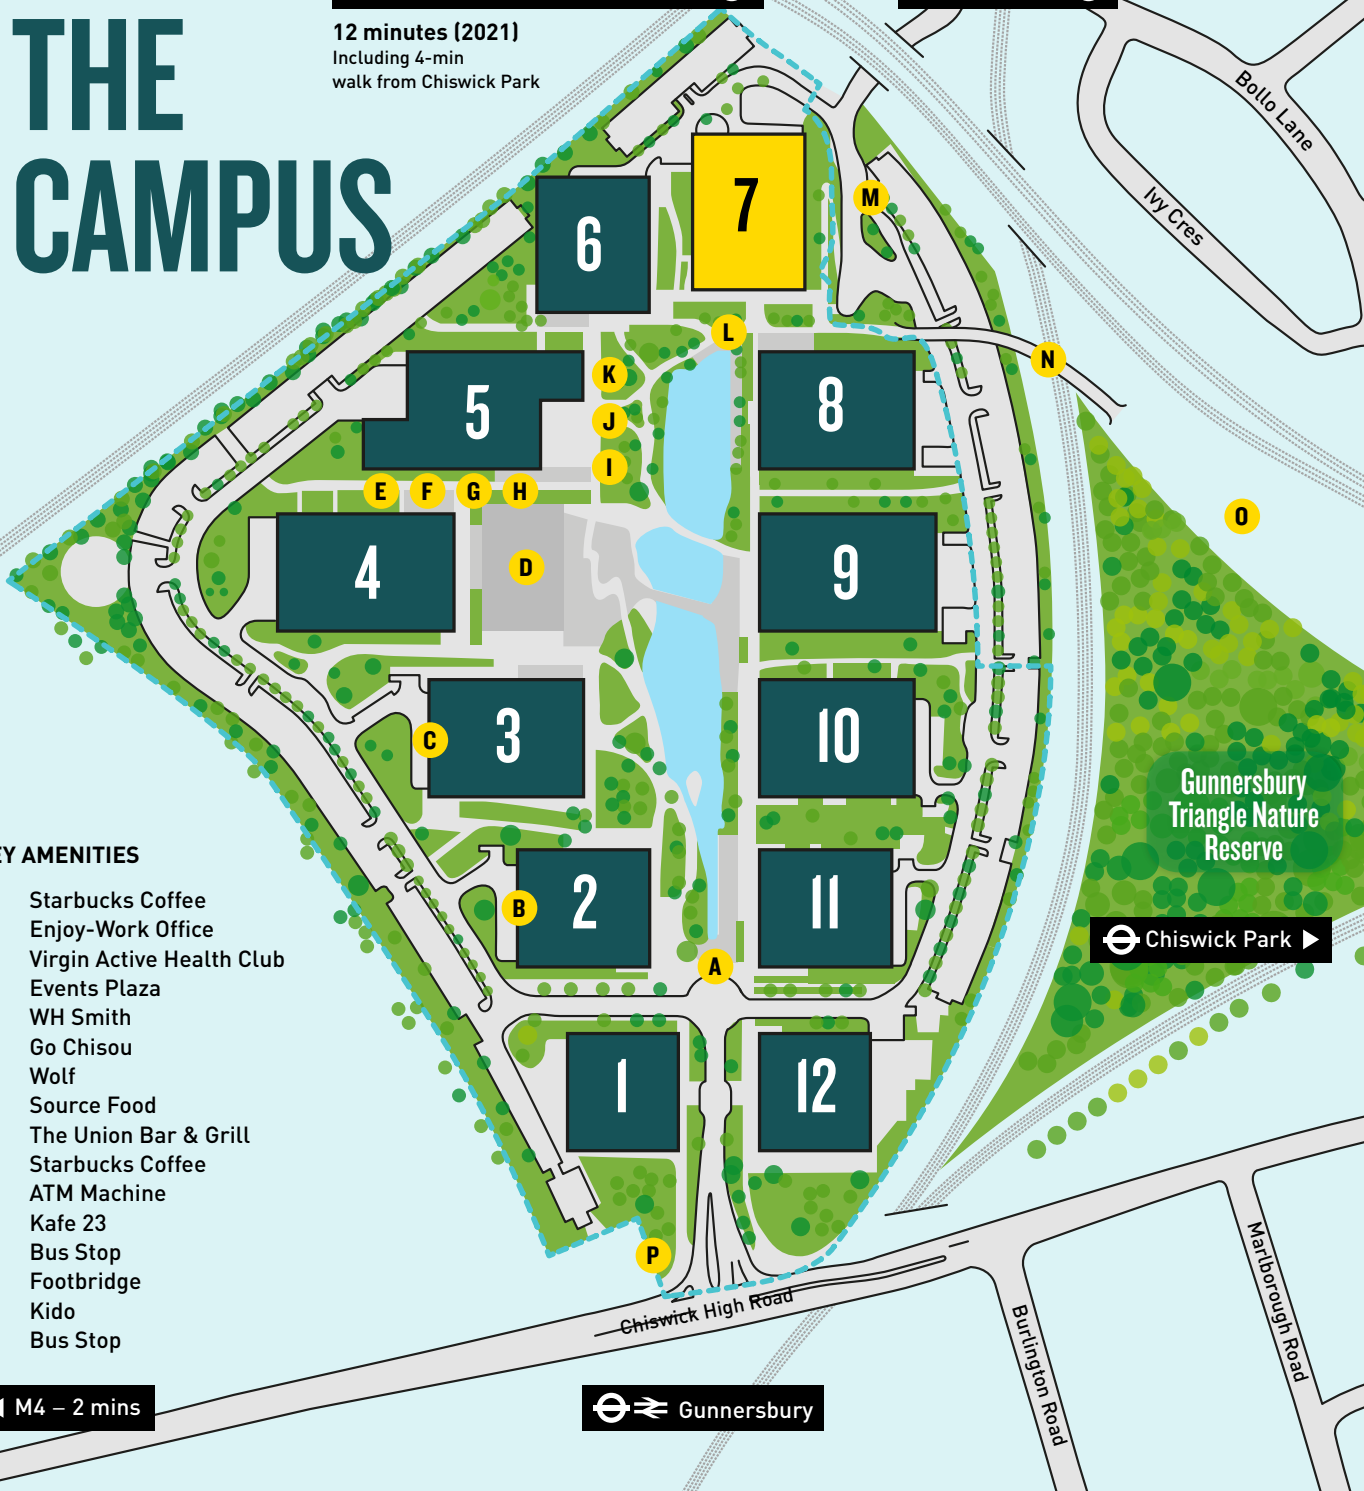 THE
CAMPUS
12 minutes (2021)
Including 4-min
walk from Chiswick Park
Bollo Lane
Ivy Cres
7
6
M
L
N
K
5
J
8
I
E F G H
O
4
D
9
3
C
10
Gunnersbury
Triangle Nature
Reserve
B
2
11
Chiswick Park
A
1
12
P
AMENITIES
Starbucks Coffee
Enjoy-Work Office
Virgin Active Health Club
Events Plaza
WH Smith
Go Chisou
Wolf
Source Food
The Union Bar & Grill
Starbucks Coffee
ATM Machine
Kafe 23
Bus Stop
Footbridge
Kido
Bus Stop
Chiswick High Road
Burlington Road
Marlborough Road
M4 – 2 mins
Gunnersbury